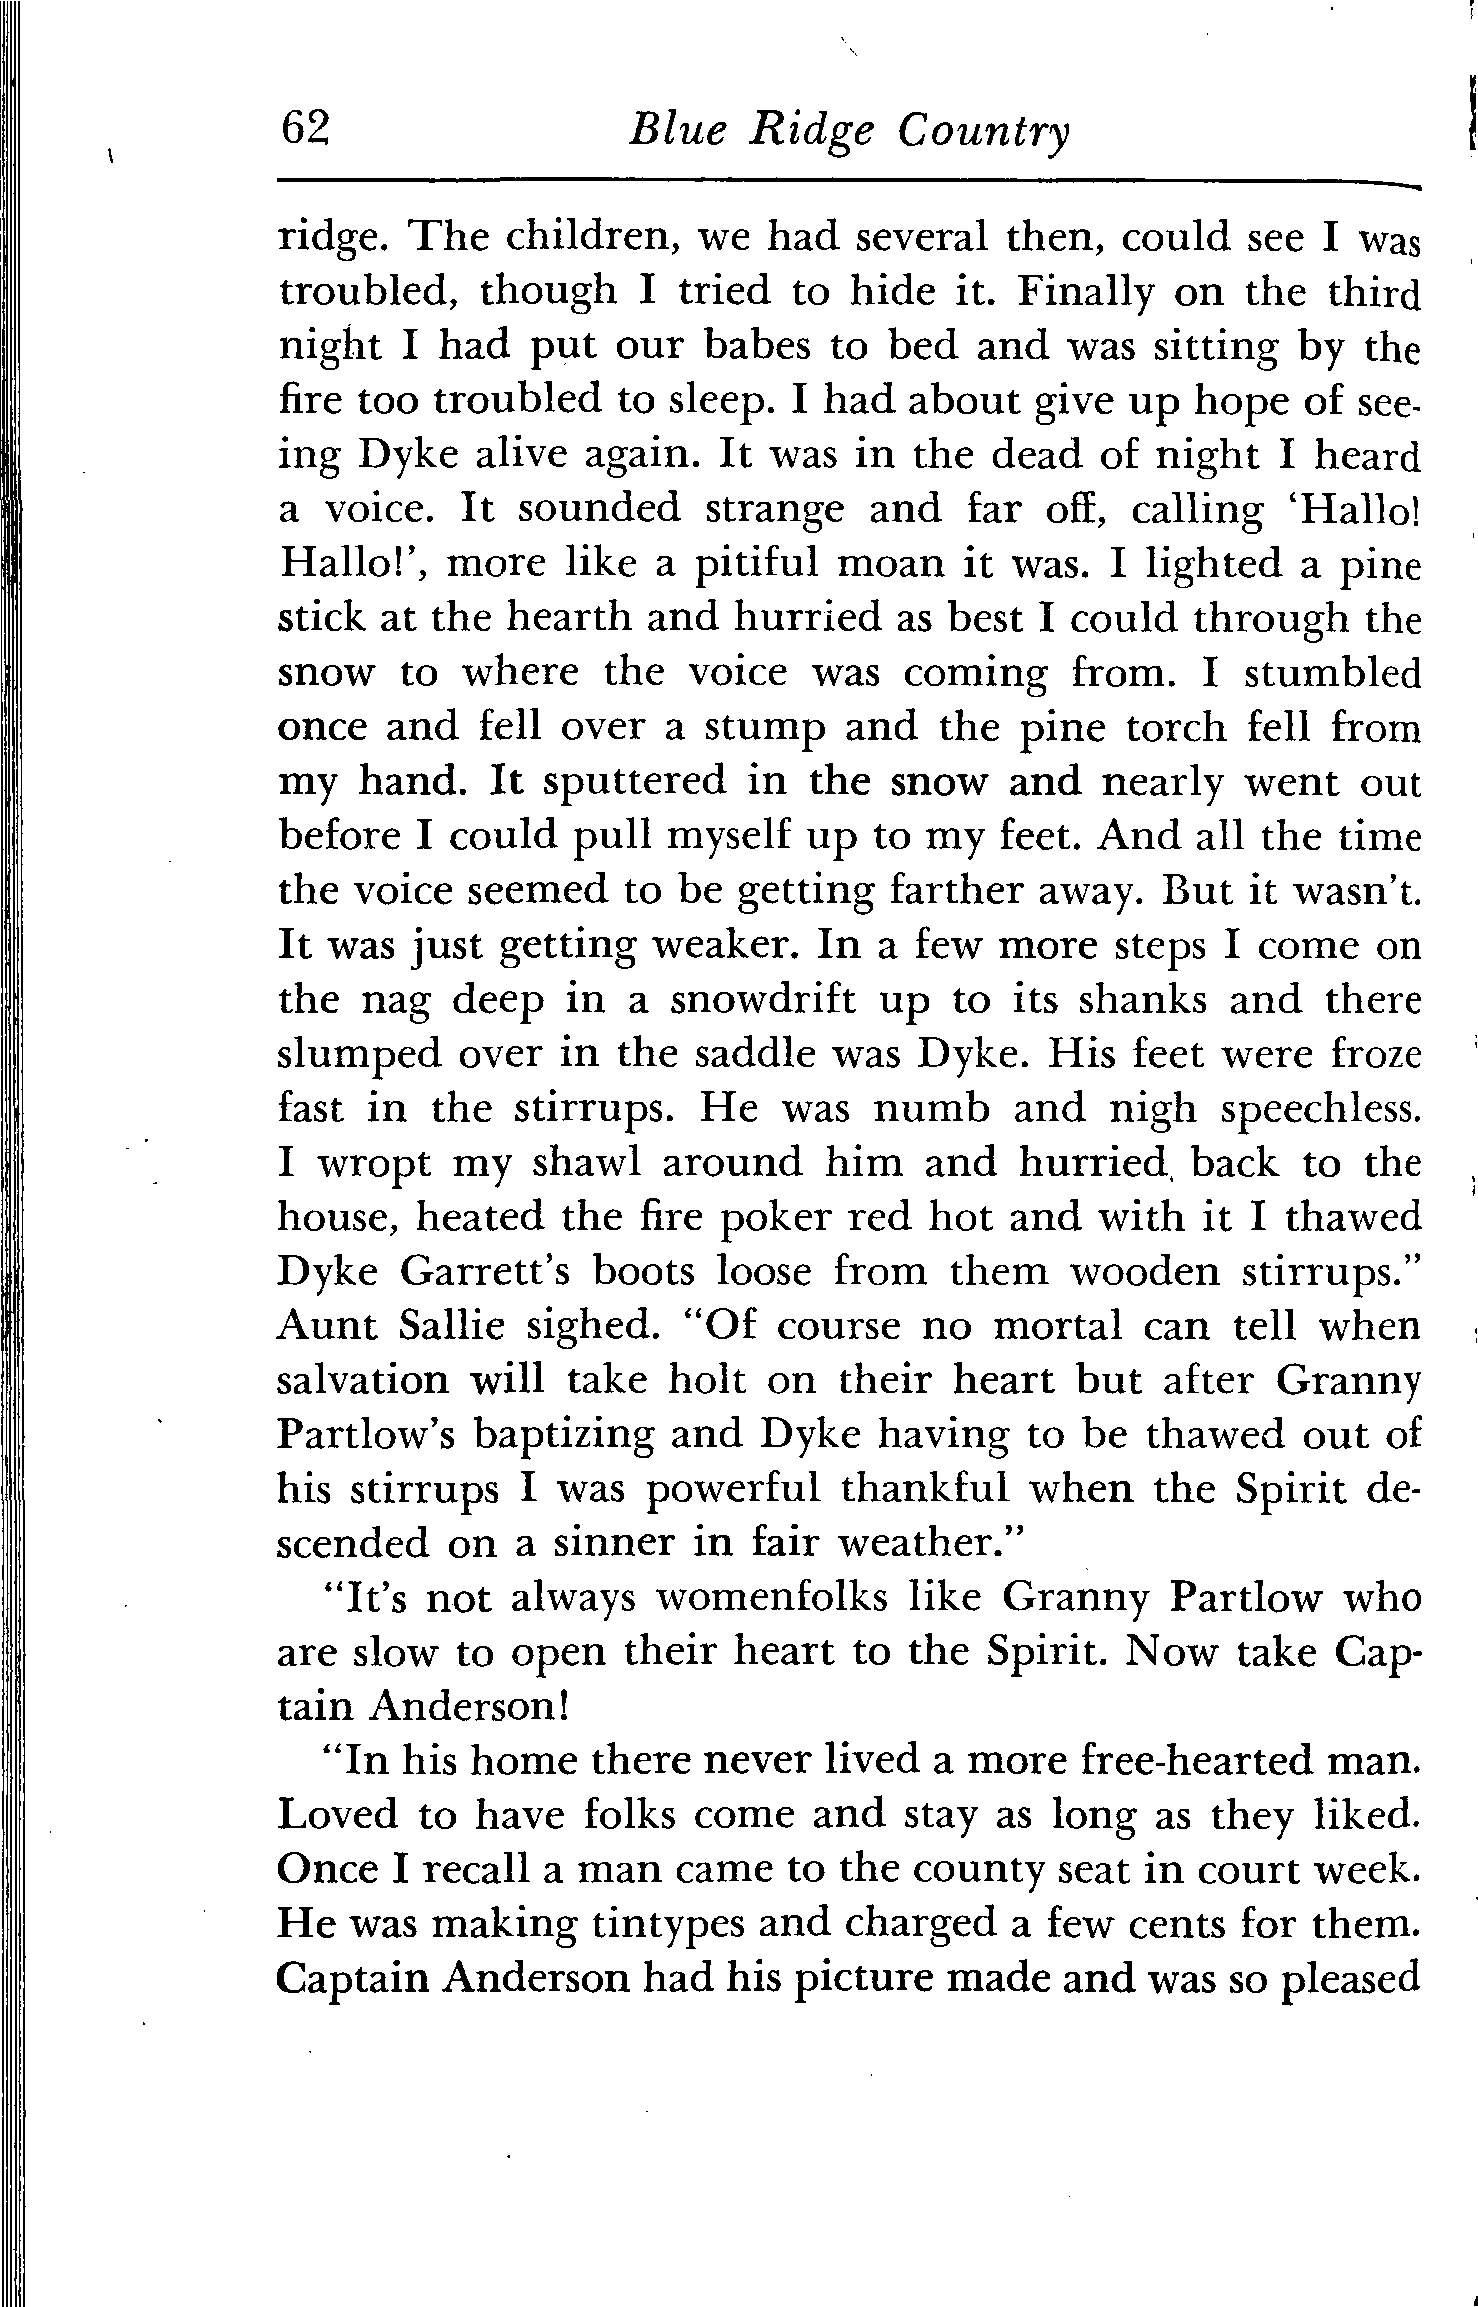 62 Blue Ridge Country
ridge. The children, we had several then, could see I was
troubled, though I tried to hide it. Finally on the third
night I had put our babes to bed and was sitting by the
fire too troubled to sleep. I had about give up hope of see-
ing Dyke alive again. It was in the dead of night I heard
a voice. It sounded strange and far off, calling ‘Hallo!
Hallo!’, more like a pitiful moan it was. I lighted a pine
stick at the hearth and hurried as best I could through the
snow to where the voice was coming from. I stumbled
once and fell over a stump and the pine torch fell from
my hand. It sputtered in the snow and nearly went out
before I could pull myself up to my feet. And all the time
the voice seemed to be getting farther away. But it wasn’t.
It was just getting weaker. In a few more steps I come on
the nag deep in a snowdrift up to its shanks and there
slumped over in the saddle was Dyke. His feet were froze
fast in the stirrups. He was numb and nigh speechless.
I wropt my shawl around him and hurried back to the
house, heated the fire poker red hot and with it I thawed
Dyke Garrett’s boots loose from them wooden stirrups.”
Aunt Sallie sighed. “Of course no mortal can tell when
salvation will take holt on their heart but after Granny
Partlow’s baptizing and Dyke having to be thawed out of
his stirrups I was powerful thankful when the Spirit de-
scended on a sinner in fair weather.”
“It’s not always womenfolks like Granny Partlow who
are slow to open their heart to the Spirit. Now take Cap-
tain Anderson!
“In his home there never lived a more free-hearted man.
Loved to have folks come and stay as long as they liked.
Once I recall a man came to the county seat in court week.
He was making tintypes and charged a few cents for them.
Captain Anderson had his picture made and was so pleased